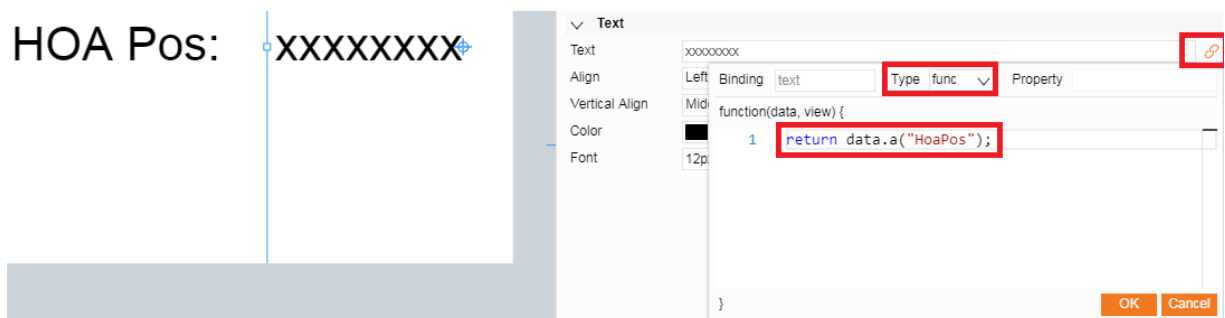 HOA Pos: xxxxxxxx
Text
Text xxxxxxxx
Align Left
Vertical Align Mid
Color
Font 12p
Binding text Type func Property
function(data, view) {
1 return data.a("HoaPos");
}
OK Cancel